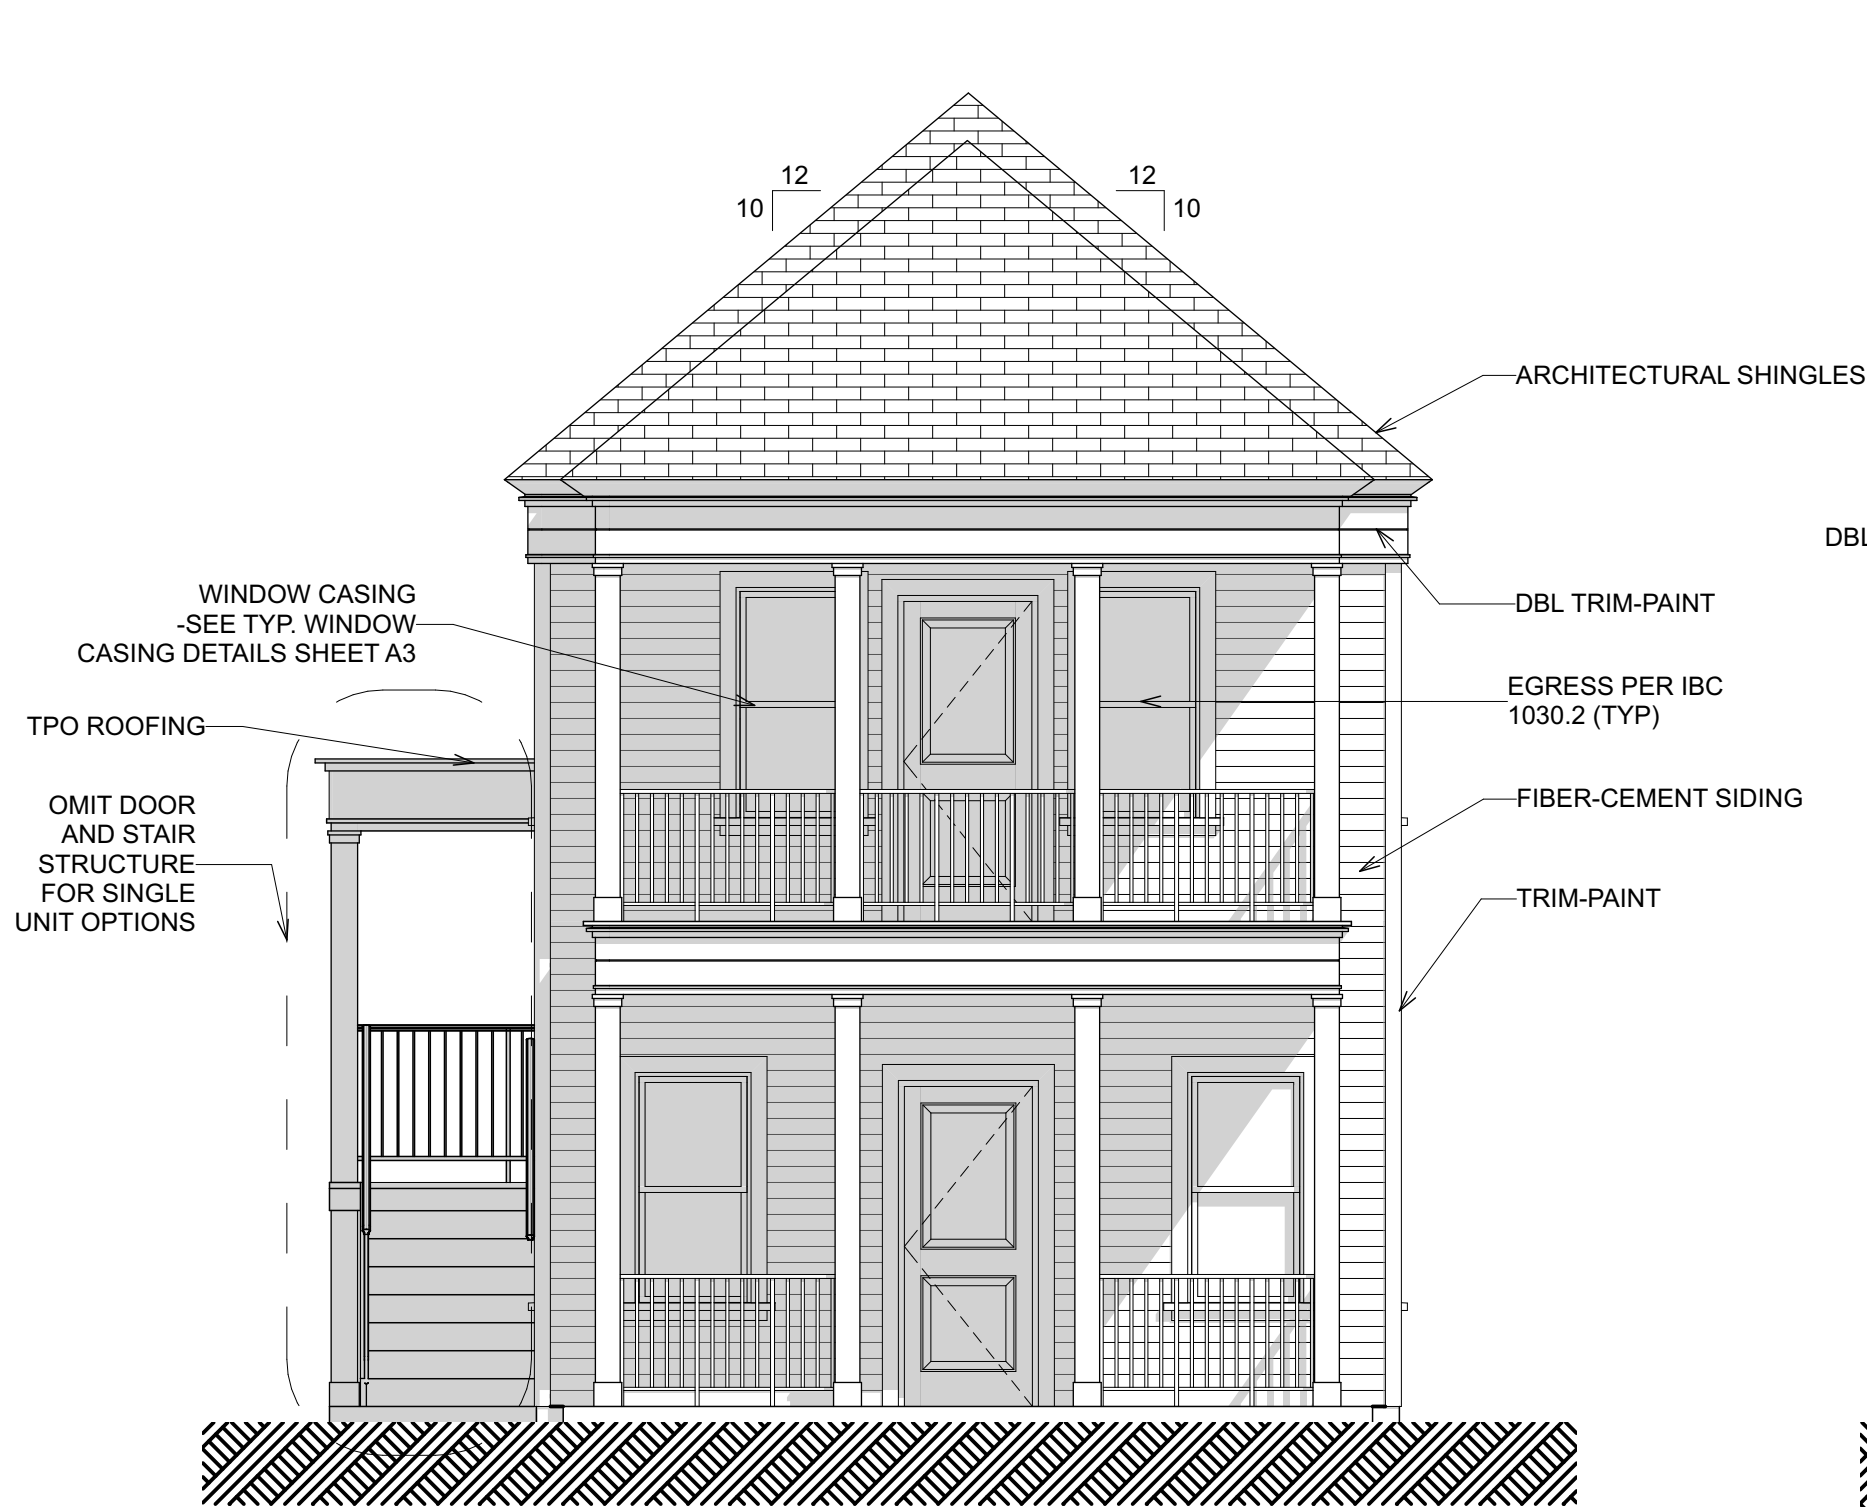 12
10
12
10
ARCHITECTURAL SHINGLES
DBL
WINDOW CASING
-SEE TYP. WINDOW
CASING DETAILS SHEET A3
DBL TRIM-PAINT
EGRESS PER IBC
1030.2 (TYP)
TPO ROOFING
OMIT DOOR
AND STAIR
STRUCTURE
FOR SINGLE
UNIT OPTIONS
FIBER-CEMENT SIDING
TRIM-PAINT